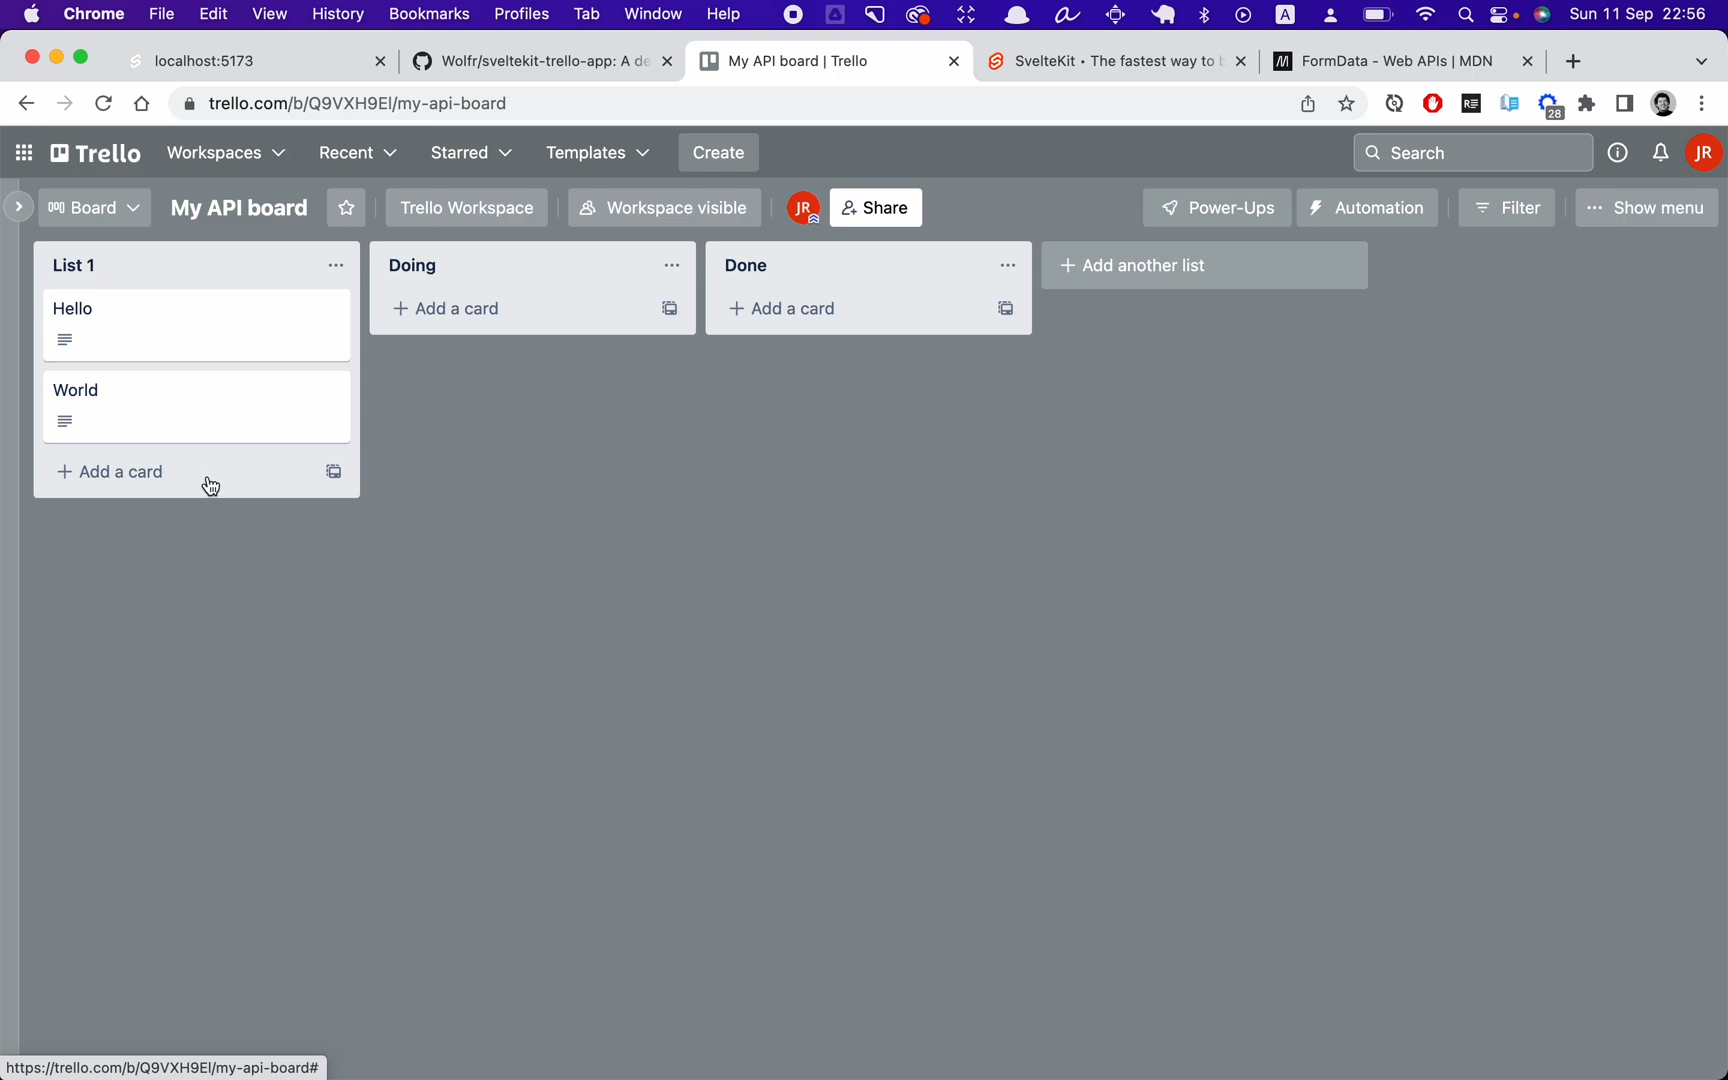 Chrome File Edit View History Bookmarks Profiles Tab Window Help A Sun 11 Sep 22:56
localhost:5173 Wolfr/sveltekit-trello-app: A de My API board | Trello SvelteKit • The fastest way to b FormData - Web APIs | MDN
trello.com/b/Q9VXH9EI/my-api-board RE 28
Trello Workspaces Recent Starred Templates Create Search JR
Board My API board Trello Workspace Workspace visible JR Share Power-Ups Automation Filter Show menu
List 1 Doing Done + Add another list
Hello + Add a card + Add a card
World
+ Add a card
https://trello.com/b/Q9VXH9EI/my-api-board#